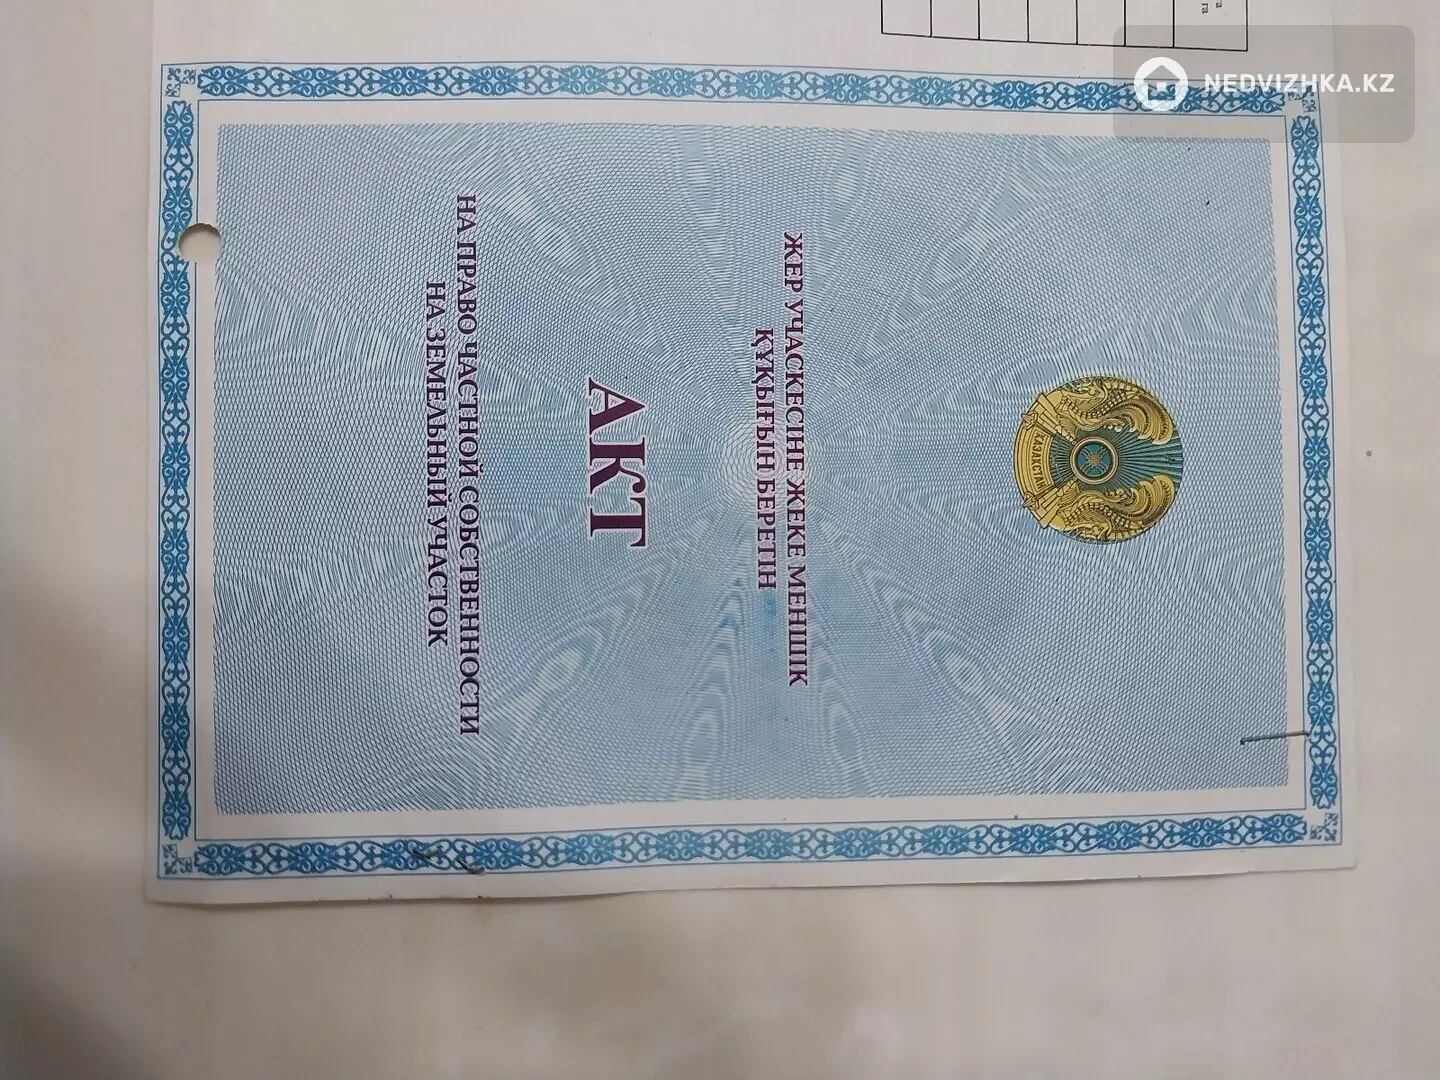 NEDVIZHKA.KZ
ҚАЗАҚСТАН
ЖЕР УЧАСКЕСІНЕ ЖЕКЕ МЕНШІК
ҚҰҚЫҒЫН БЕРЕТІН
АКТ
НА ПРАВО ЧАСТНОЙ СОБСТВЕННОСТИ
НА ЗЕМЕЛЬНЫЙ УЧАСТОК